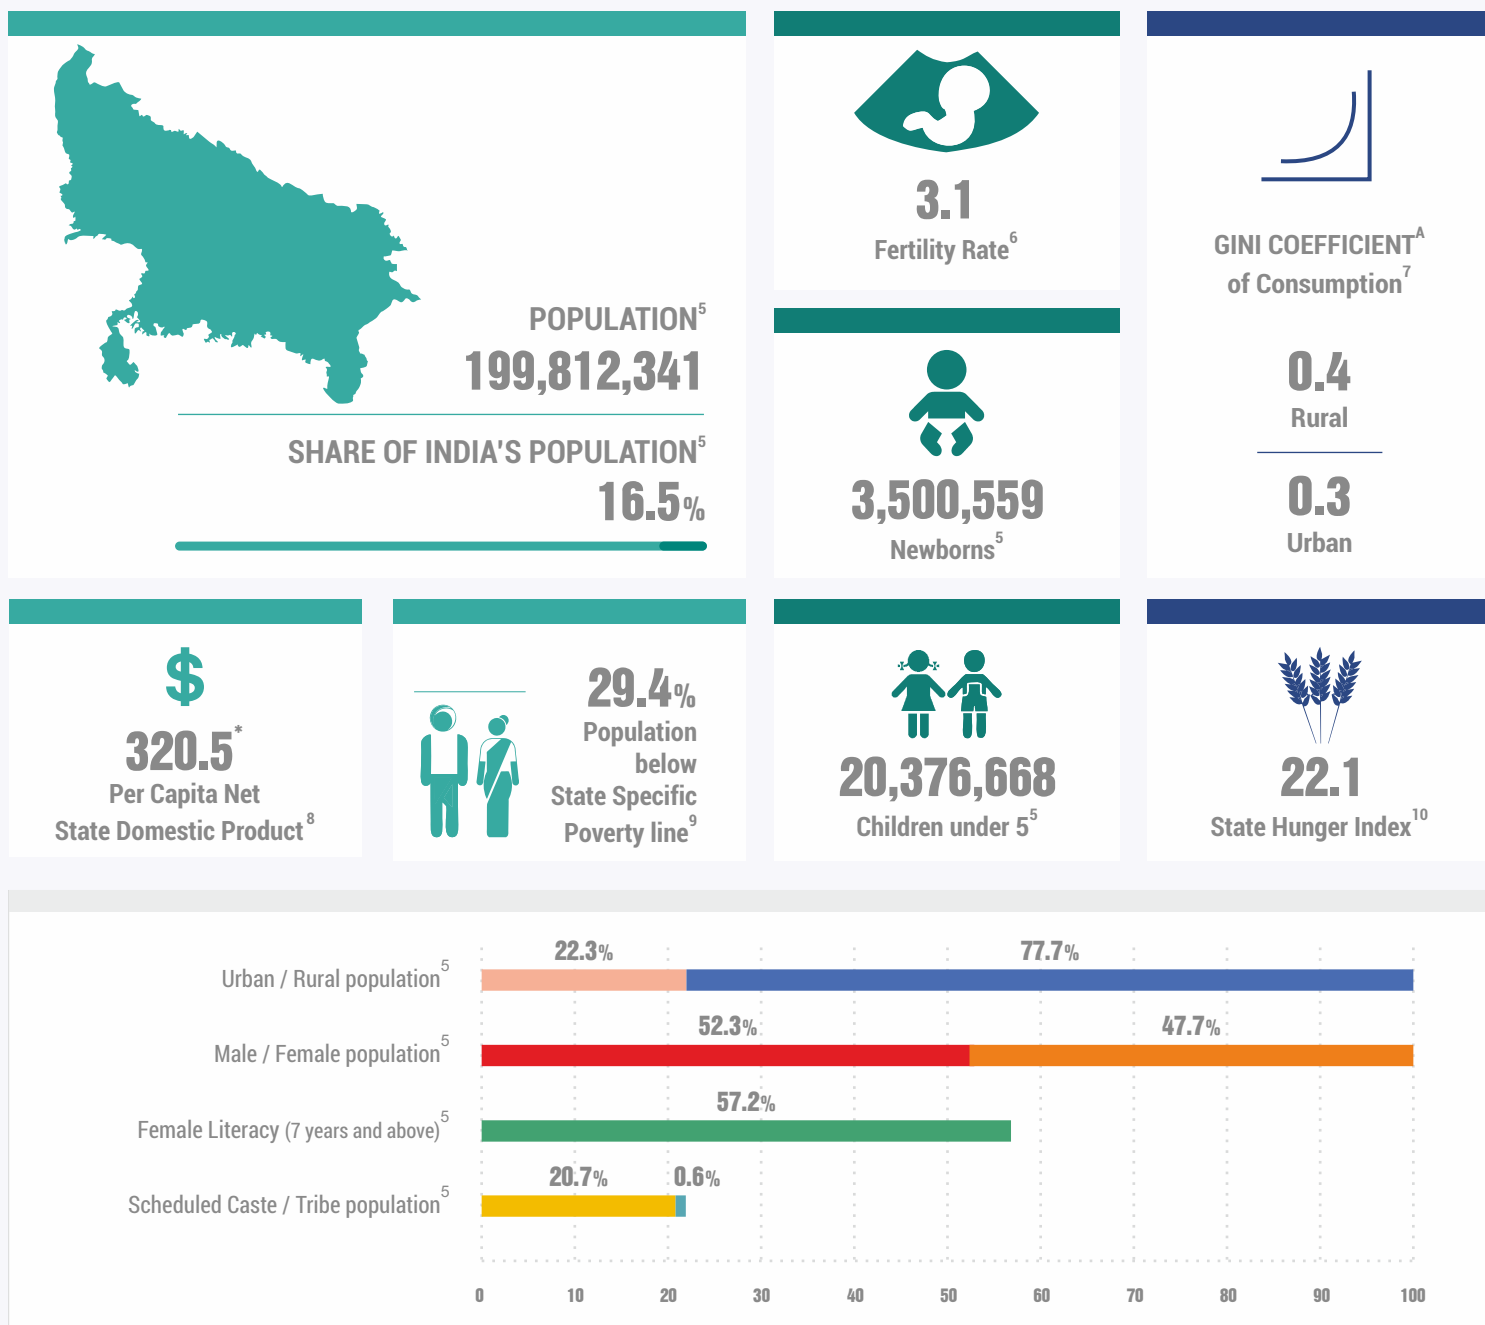 POPULATION5
199,812,341
SHARE OF INDIA'S POPULATION5
16.5%
3.1
Fertility Rate6
3,500,559
Newborns5
GINI COEFFICIENTA
of Consumption7
0.4
Rural
0.3
Urban
$
320.5*
Per Capita Net
State Domestic Product8
29.4%
Population
below
State Specific
Poverty line9
20,376,668
Children under 55
22.1
State Hunger Index10
22.3% 77.7%
Urban / Rural population5
52.3% 47.7%
Male / Female population5
57.2%
Female Literacy (7 years and above)5
20.7% 0.6%
Scheduled Caste / Tribe population5
0 10 20 30 40 50 60 70 80 90 100